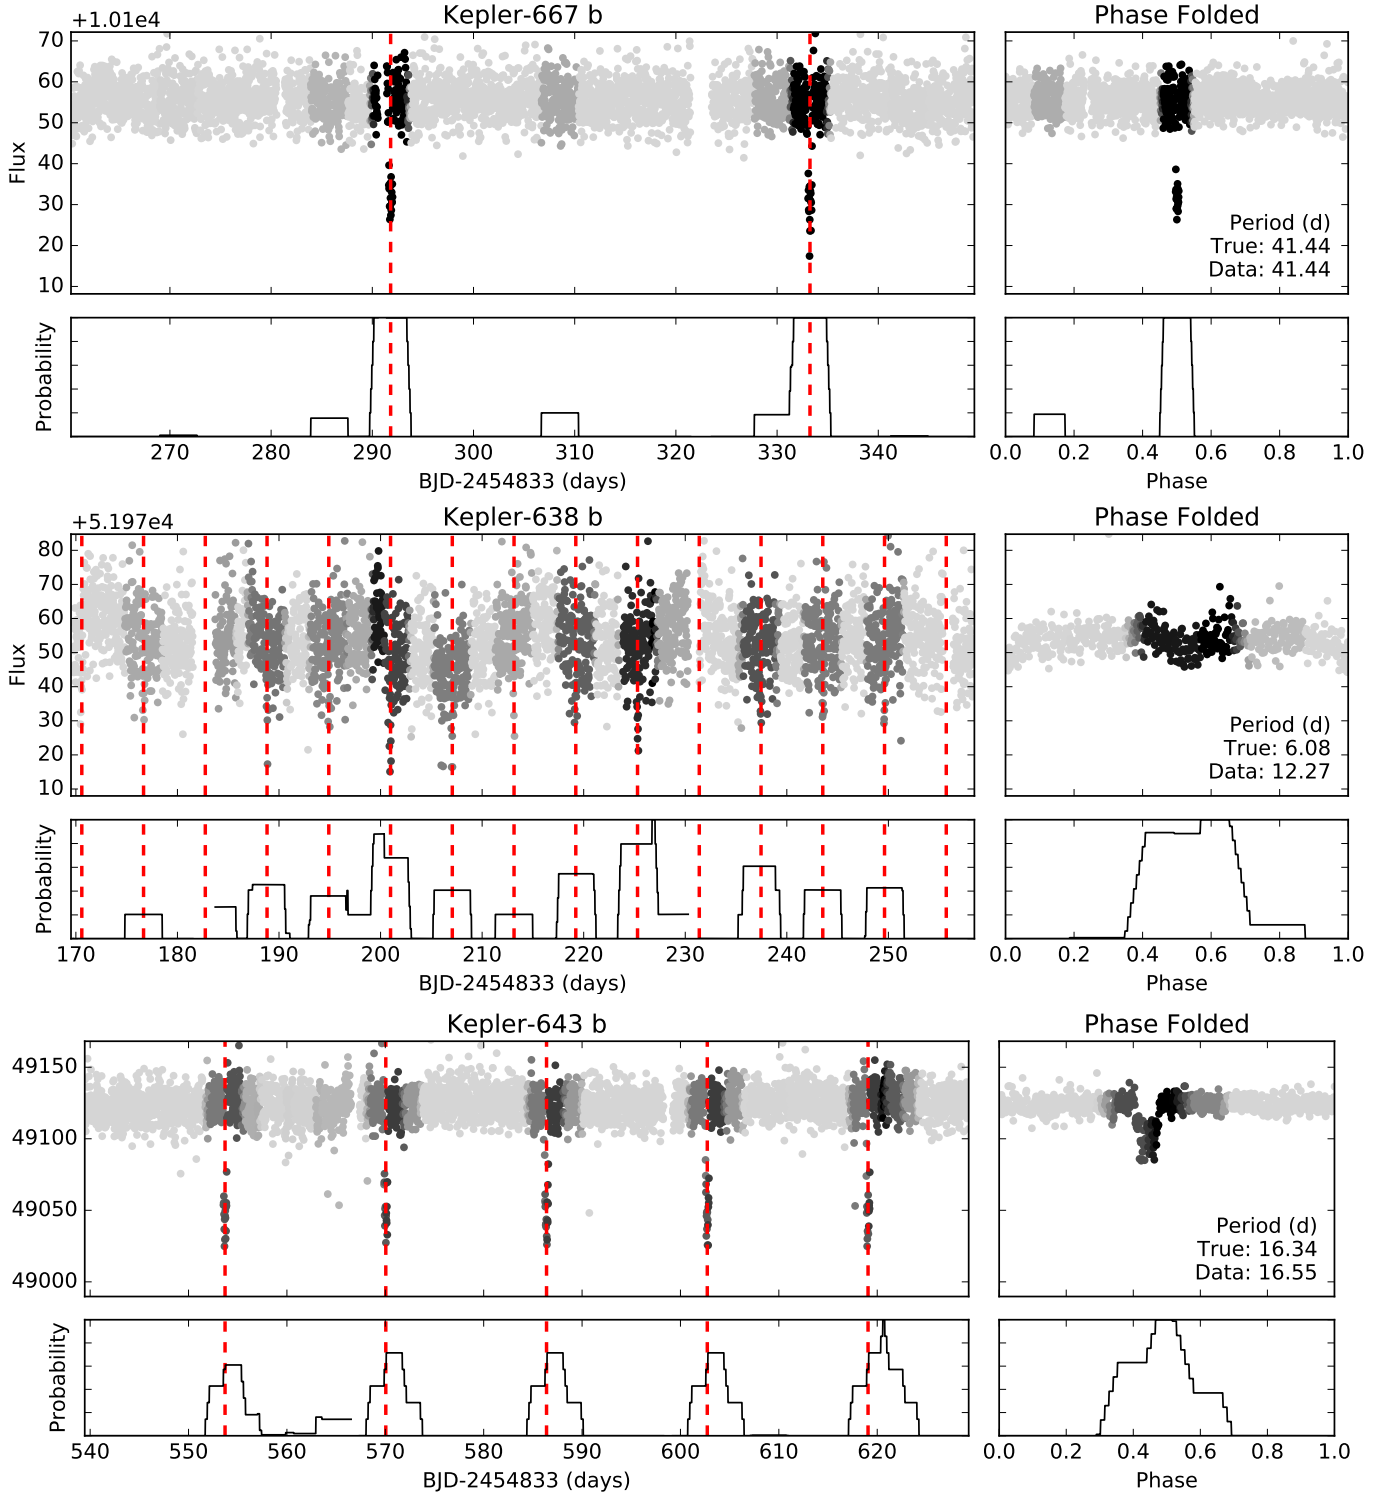 Kepler-667 b
Phase Folded
+1.01e4
70
60
50
40
30
20
10
Flux
Period (d)
True: 41.44
Data: 41.44
Probability
270 280 290 300 310 320 330 340
BJD-2454833 (days)
0.0 0.2 0.4 0.6 0.8 1.0
Phase
Kepler-638 b
Phase Folded
+5.197e4
80
70
60
50
40
30
20
10
Flux
Period (d)
True: 6.08
Data: 12.27
Probability
170 180 190 200 210 220 230 240 250
BJD-2454833 (days)
0.0 0.2 0.4 0.6 0.8 1.0
Phase
Kepler-643 b
Phase Folded
49150
49100
49050
49000
Period (d)
True: 16.34
Data: 16.55
Probability
540 550 560 570 580 590 600 610 620
BJD-2454833 (days)
0.0 0.2 0.4 0.6 0.8 1.0
Phase